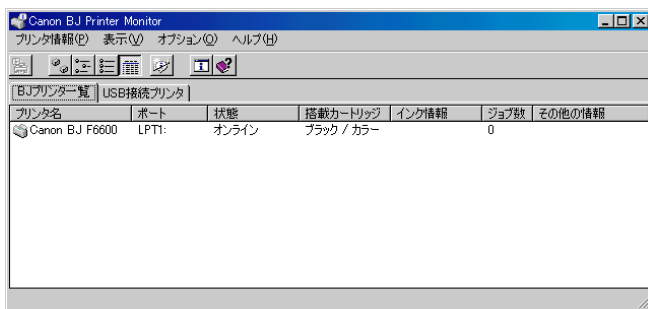 Canon BJ Printer Monitor
プリンタ情報(P) 表示(V) オプション(O) ヘルプ(H)
BJプリンター覧 USB接続プリンタ
プリンタ名 ポート 状態 搭載カートリッジ インク情報 ジョブ数 その他の情報
Canon BJ F6600 LPT1: オンライン ブラック / カラー 0